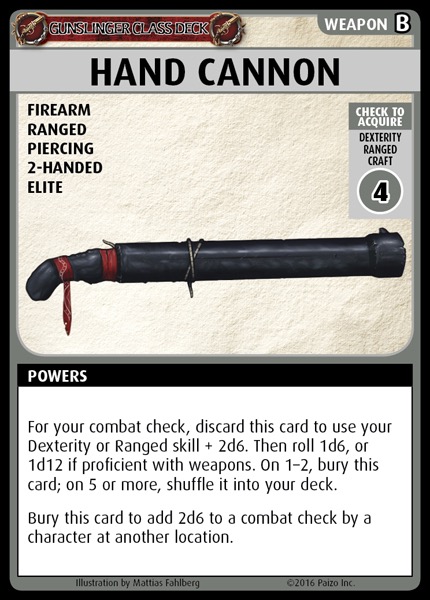 GUNSLINGER CLASS DECK
WEAPON B
HAND CANNON
FIREARM
RANGED
PIERCING
2-HANDED
ELITE
CHECK TO
ACQUIRE
DEXTERITY
RANGED
CRAFT
4
POWERS
For your combat check, discard this card to use your
Dexterity or Ranged skill + 2d6. Then roll 1d6, or
1d12 if proficient with weapons. On 1–2, bury this
card; on 5 or more, shuffle it into your deck.
Bury this card to add 2d6 to a combat check by a
character at another location.
Illustration by Mattias Fahlberg
©2016 Paizo Inc.